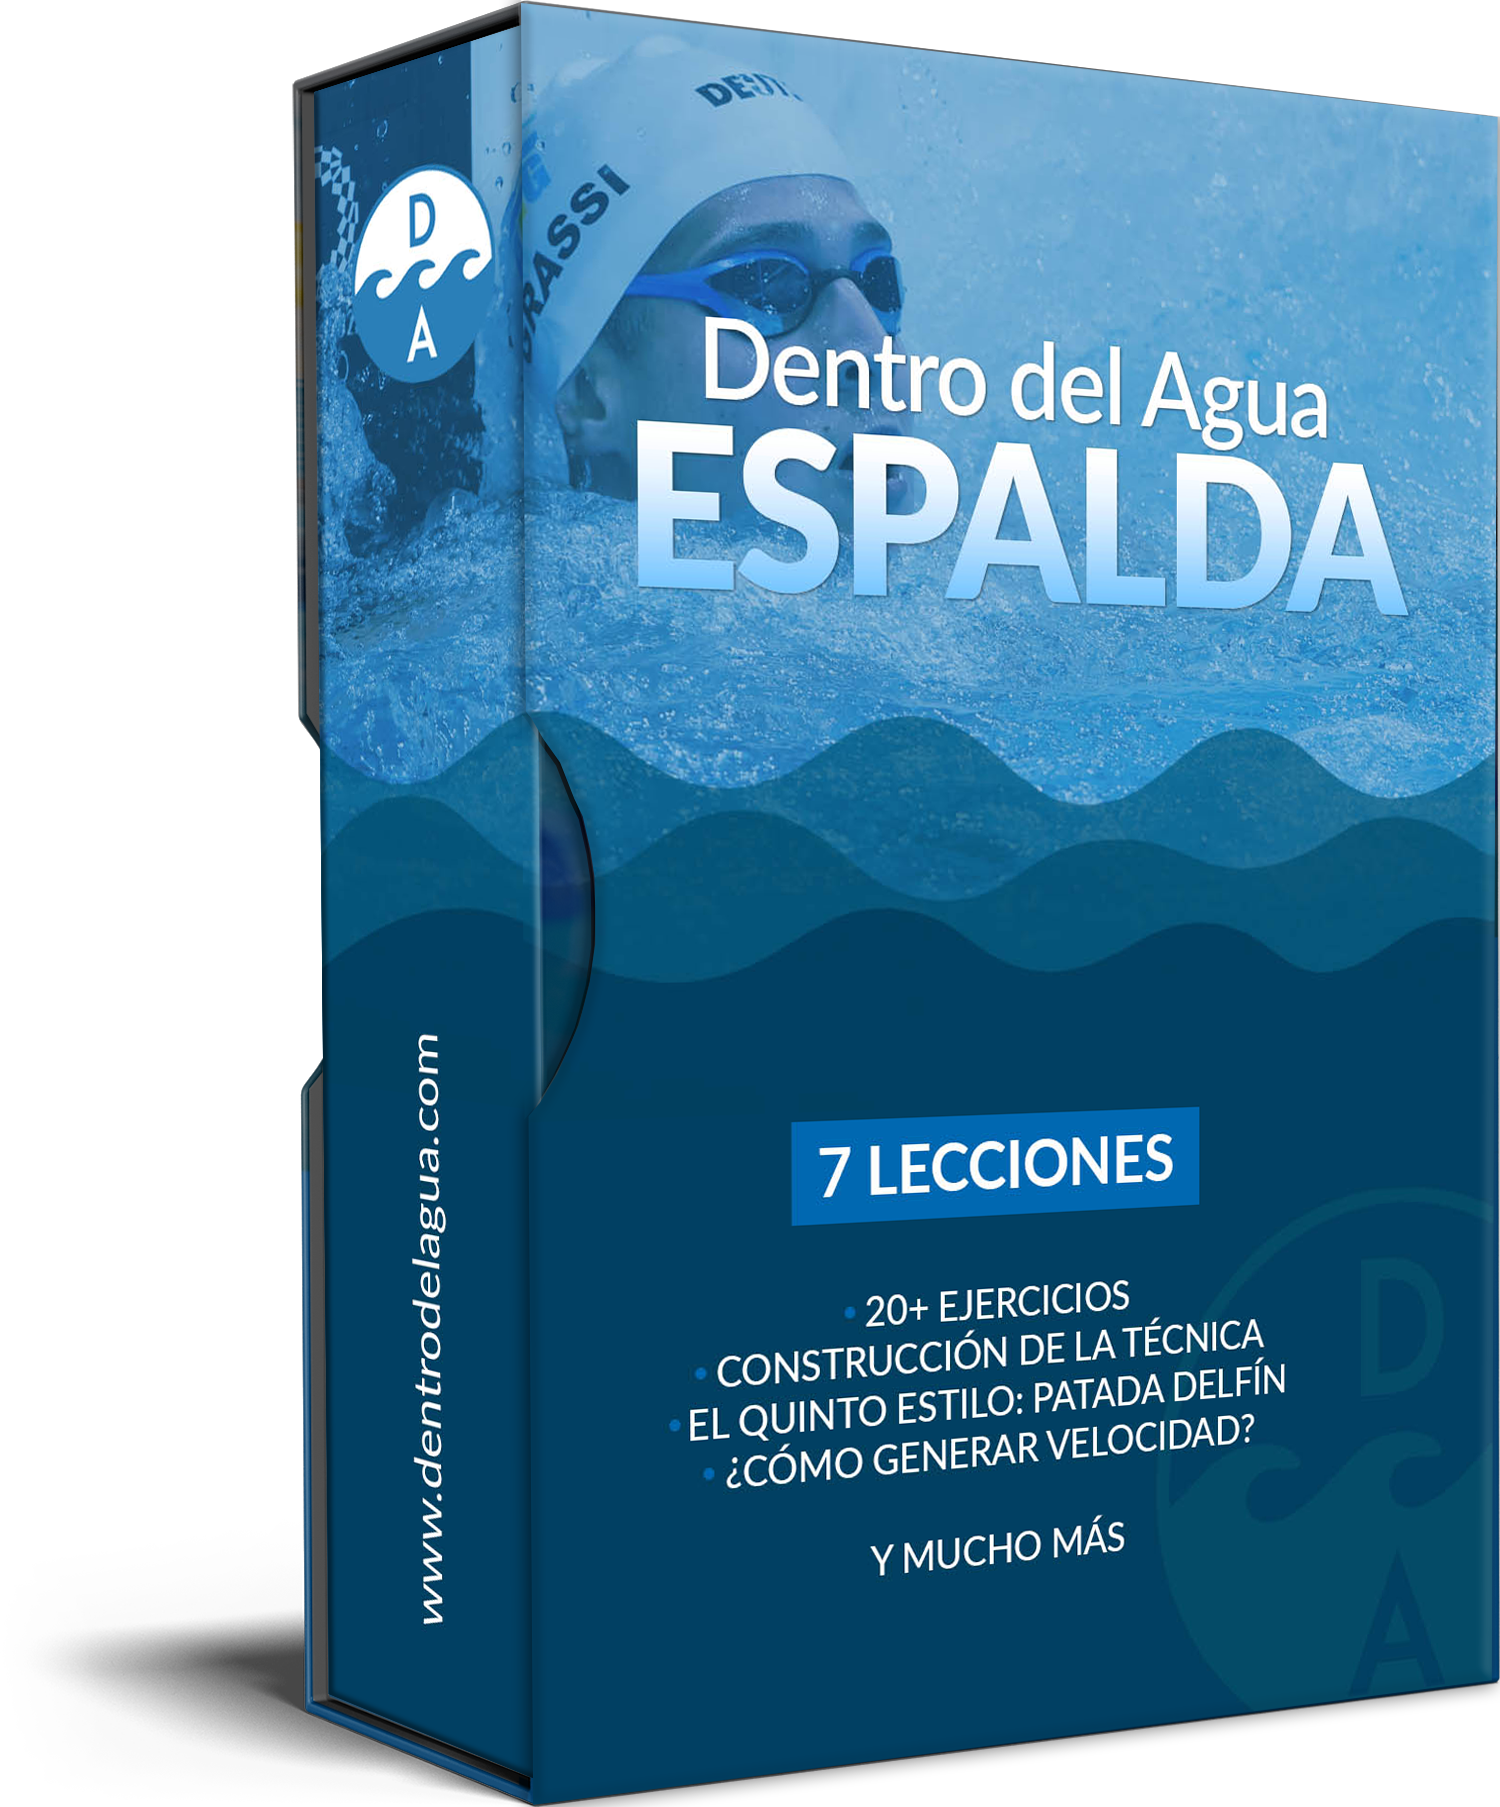 D
A
www.dentrodelagua.com
Dentro del Agua
ESPALDA
7 LECCIONES
• 20+ EJERCICIOS
• CONSTRUCCIÓN DE LA TÉCNICA
• EL QUINTO ESTILO: PATADA DELFÍN
• ¿CÓMO GENERAR VELOCIDAD?
Y MUCHO MÁS
D
A